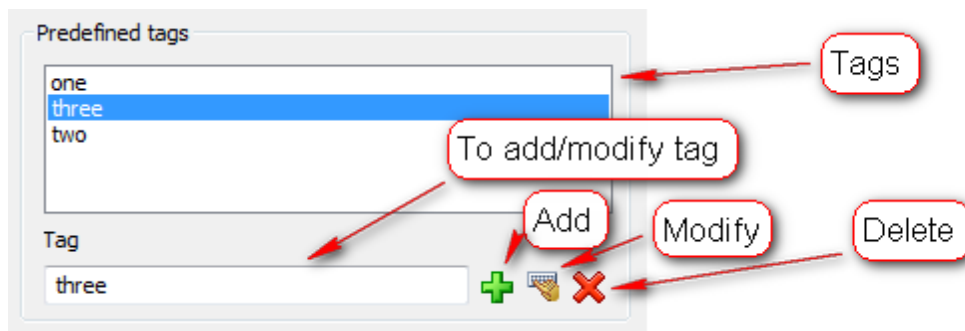 Predefined tags
Tags
one
three
two
To add/modify tag
Add
Modify
Delete
Tag
three